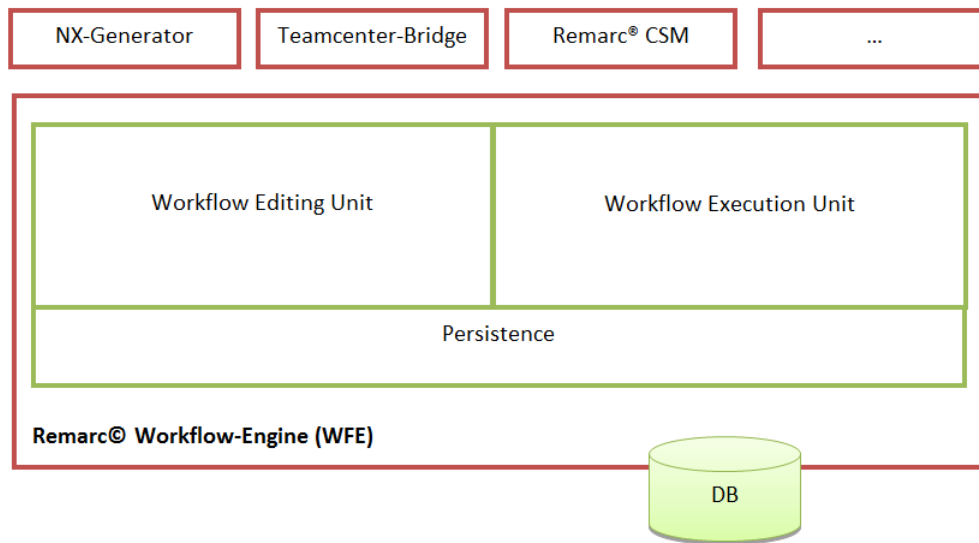 NX-Generator
Teamcenter-Bridge
Remarc® CSM
...
Workflow Editing Unit
Workflow Execution Unit
Persistence
Remarc© Workflow-Engine (WFE)
DB